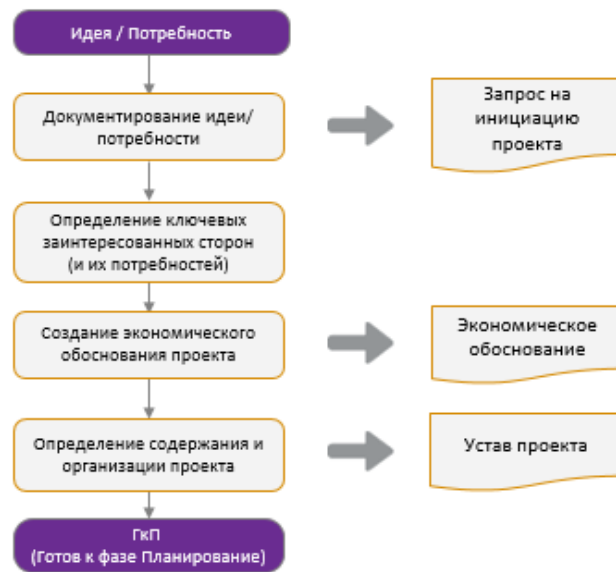 Идея / Потребность
Документирование идеи/
потребности
Запрос на
инициацию
проекта
Определение ключевых
заинтересованных сторон
(и их потребностей)
Создание экономического
обоснования проекта
Экономическое
обоснование
Определение содержания и
организации проекта
Устав проекта
ГкП
(Готов к фазе Планирование)